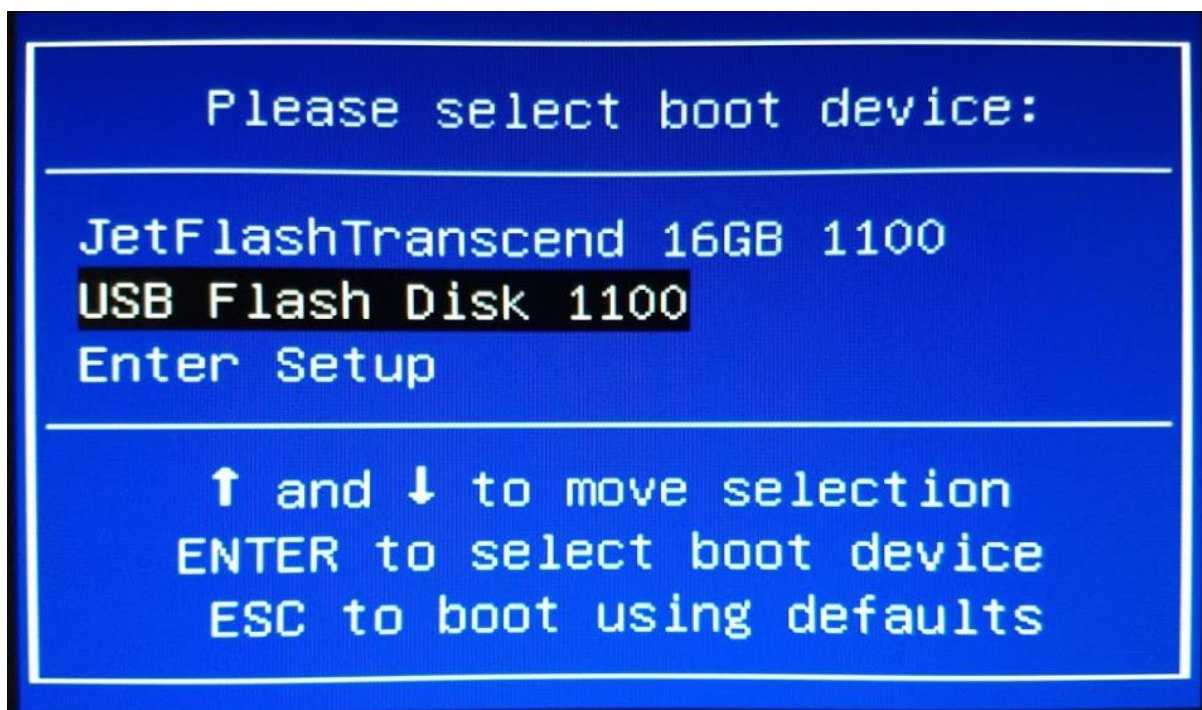 Please select boot device:
JetFlashTranscend 16GB 1100
USB Flash Disk 1100
Enter Setup
↑ and ↓ to move selection
ENTER to select boot device
ESC to boot using defaults